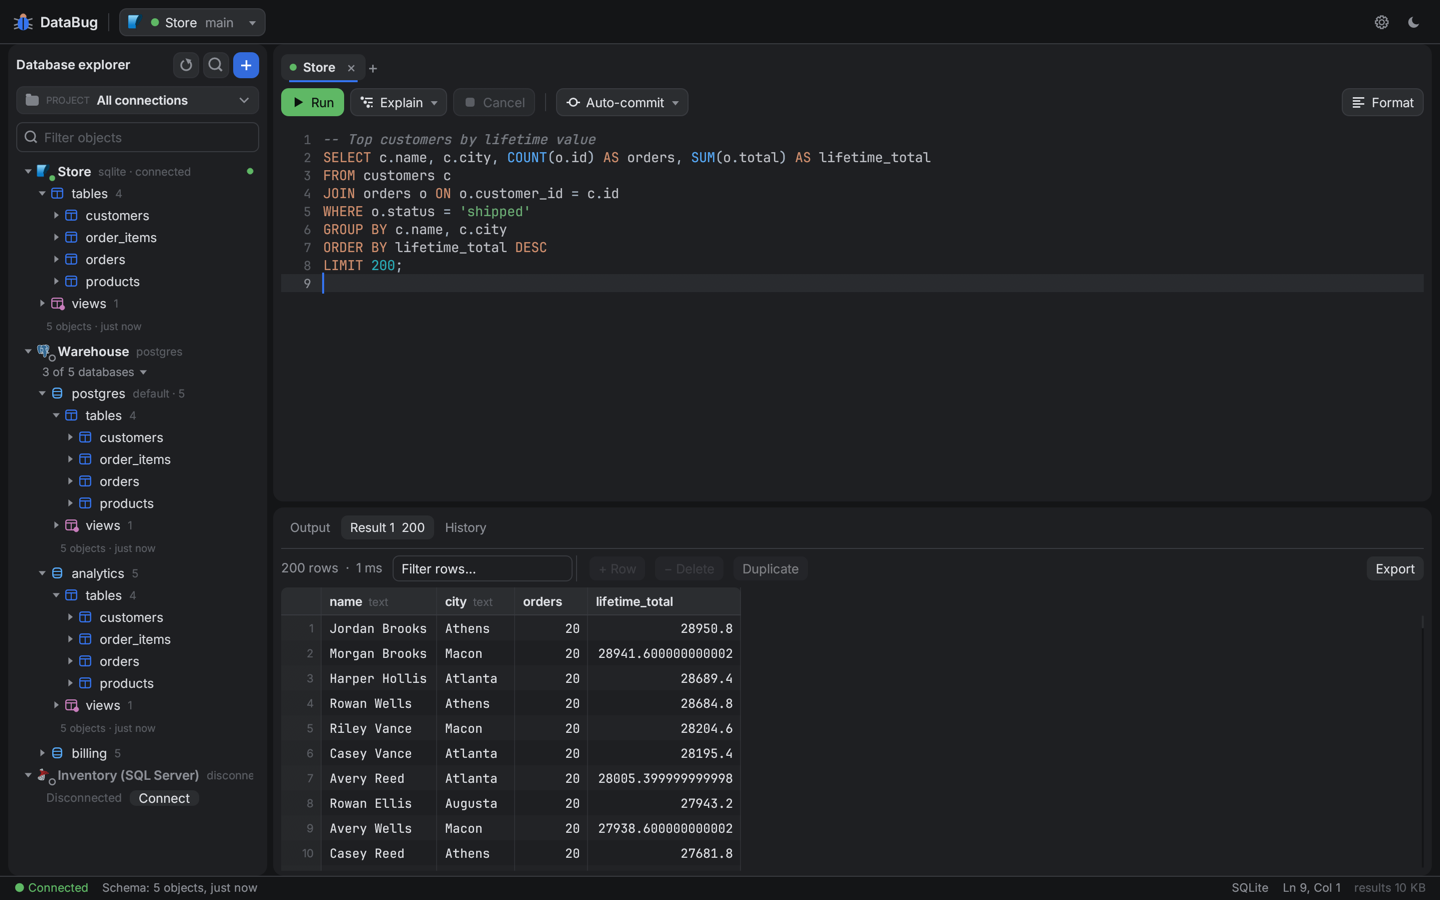 DataBug
Store main
Database explorer
PROJECT All connections
Filter objects
Store sqlite · connected
tables 4
customers
order_items
orders
products
views 1
5 objects · just now
Warehouse postgres
3 of 5 databases
postgres default · 5
tables 4
customers
order_items
orders
products
views 1
5 objects · just now
analytics 5
tables 4
customers
order_items
orders
products
views 1
5 objects · just now
billing 5
Inventory (SQL Server) disconne
Disconnected Connect
Store × +
Run Explain Cancel Auto-commit Format
1 -- Top customers by lifetime value
2 SELECT c.name, c.city, COUNT(o.id) AS orders, SUM(o.total) AS lifetime_total
3 FROM customers c
4 JOIN orders o ON o.customer_id = c.id
5 WHERE o.status = 'shipped'
6 GROUP BY c.name, c.city
7 ORDER BY lifetime_total DESC
8 LIMIT 200;
9
Output Result 1 200 History
200 rows · 1 ms Filter rows... + Row − Delete Duplicate Export
name text city text orders lifetime_total
1 Jordan Brooks Athens 20 28950.8
2 Morgan Brooks Macon 20 28941.600000000002
3 Harper Hollis Atlanta 20 28689.4
4 Rowan Wells Athens 20 28684.8
5 Riley Vance Macon 20 28204.6
6 Casey Vance Atlanta 20 28195.4
7 Avery Reed Atlanta 20 28005.399999999998
8 Rowan Ellis Augusta 20 27943.2
9 Avery Wells Macon 20 27938.600000000002
10 Casey Reed Athens 20 27681.8
Connected Schema: 5 objects, just now SQLite Ln 9, Col 1 results 10 KB